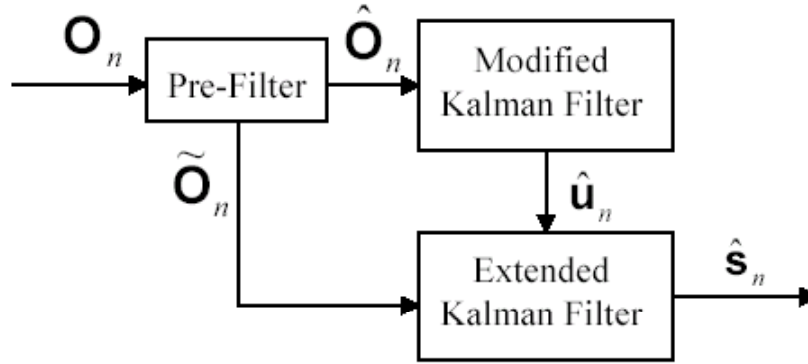 O_n
Ô_n
Pre-Filter
Modified
Kalman Filter
Õ_n
û_n
Extended
Kalman Filter
ŝ_n